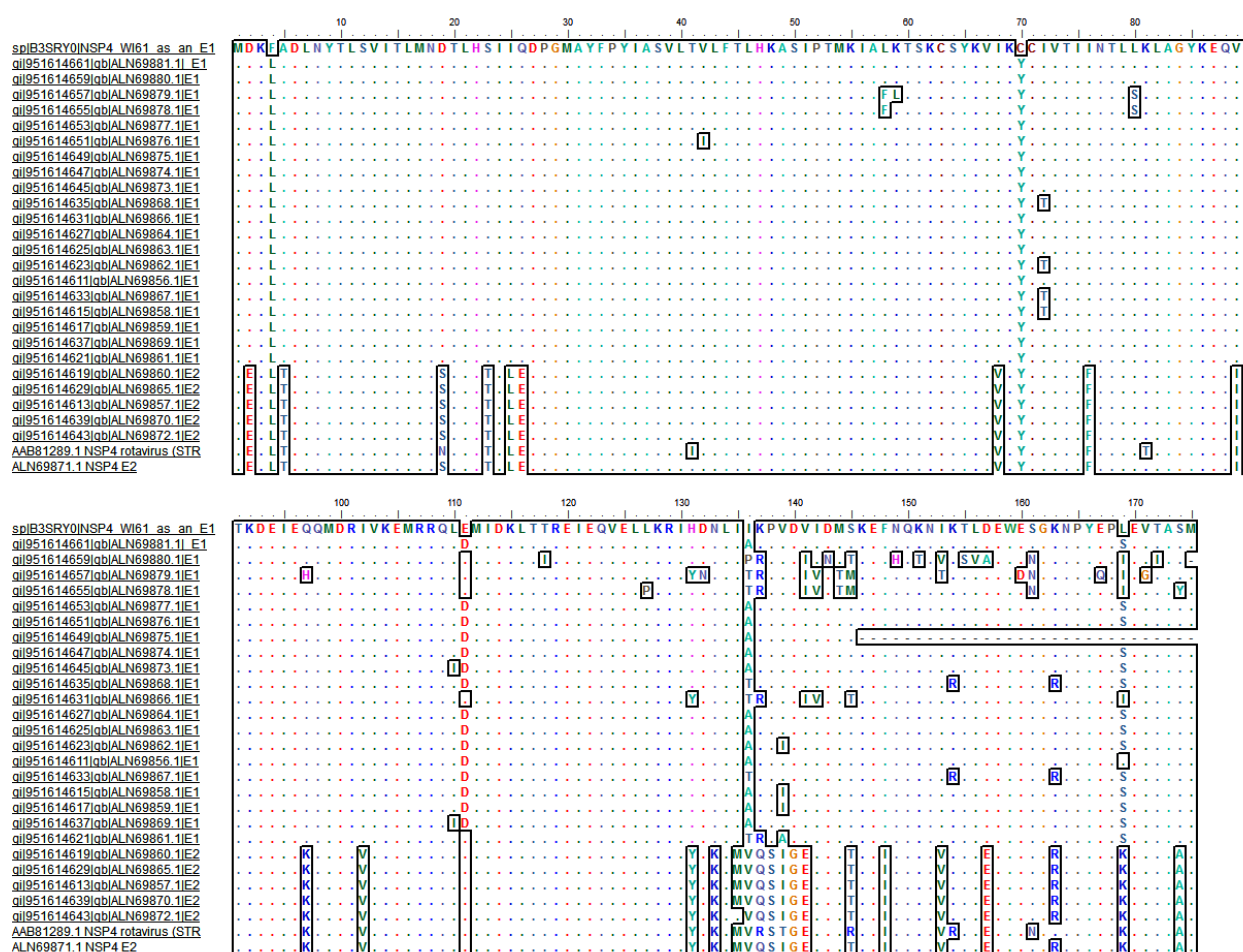 10 20 30 40 50 60 70 80
sp|B3SRY0|NSP4_WI61_as_an_E1 MDKFADLNYTLSVITLMNDTLHSIIQDPGMAYFPYIASVLTVLFTLHKASIPTMKIALKTSKCSYKVIKCCIVTIINTLLKLAGYKEQV
gi|951614661|gb|ALN69881.1|_E1 L Y
gi|951614659|gb|ALN69880.1|E1 L Y
gi|951614657|gb|ALN69879.1|E1 L F L Y S
gi|951614655|gb|ALN69878.1|E1 L F Y S
gi|951614653|gb|ALN69877.1|E1 L Y
gi|951614651|gb|ALN69876.1|E1 L I Y
gi|951614649|gb|ALN69875.1|E1 L Y
gi|951614647|gb|ALN69874.1|E1 L Y
gi|951614645|gb|ALN69873.1|E1 L Y
gi|951614635|gb|ALN69868.1|E1 L Y T
gi|951614631|gb|ALN69866.1|E1 L Y
gi|951614627|gb|ALN69864.1|E1 L Y
gi|951614625|gb|ALN69863.1|E1 L Y
gi|951614623|gb|ALN69862.1|E1 L Y T
gi|951614611|gb|ALN69856.1|E1 L Y
gi|951614633|gb|ALN69867.1|E1 L Y T
gi|951614615|gb|ALN69858.1|E1 L Y T
gi|951614617|gb|ALN69859.1|E1 L Y
gi|951614637|gb|ALN69869.1|E1 L Y
gi|951614621|gb|ALN69861.1|E1 L Y
gi|951614619|gb|ALN69860.1|E2 E L T S T L E V Y F I
gi|951614629|gb|ALN69865.1|E2 E L T S T L E V Y F I
gi|951614613|gb|ALN69857.1|E2 E L T S T L E V Y F I
gi|951614639|gb|ALN69870.1|E2 E L T S T L E V Y F I
gi|951614643|gb|ALN69872.1|E2 E L T S T L E V Y F I
AAB81289.1 NSP4 rotavirus (STR E L T N T L E I V Y F T I
ALN69871.1 NSP4 E2 E L T S T L E V Y F I
100 110 120 130 140 150 160 170
sp|B3SRY0|NSP4_WI61_as_an_E1 TKDEIEQQMDRIVKEMRRQLEMIDKLTTREIEQVELLKRIHDNLIIKPVDVIDMSKEFNQKNIKTLDEWESGKNPYEPLEVTASM
gi|951614661|gb|ALN69881.1|_E1 D A S
gi|951614659|gb|ALN69880.1|E1 I P R I N T H I V S V A N I I -
gi|951614657|gb|ALN69879.1|E1 H Y N T R I V T M T D N Q I G
gi|951614655|gb|ALN69878.1|E1 P T R I V T M N I Y
gi|951614653|gb|ALN69877.1|E1 D A S
gi|951614651|gb|ALN69876.1|E1 D A S
gi|951614649|gb|ALN69875.1|E1 D A - - - - - - - - - - - - - - - - - - - - - - - - - - - - - -
gi|951614647|gb|ALN69874.1|E1 D A S
gi|951614645|gb|ALN69873.1|E1 I D A S
gi|951614635|gb|ALN69868.1|E1 D T R R S
gi|951614631|gb|ALN69866.1|E1 Y T R I V T I
gi|951614627|gb|ALN69864.1|E1 D A S
gi|951614625|gb|ALN69863.1|E1 D A S
gi|951614623|gb|ALN69862.1|E1 D A I S
gi|951614611|gb|ALN69856.1|E1 D A
gi|951614633|gb|ALN69867.1|E1 D T R R S
gi|951614615|gb|ALN69858.1|E1 D A I S
gi|951614617|gb|ALN69859.1|E1 D A I S
gi|951614637|gb|ALN69869.1|E1 I D A S
gi|951614621|gb|ALN69861.1|E1 T R A S
gi|951614619|gb|ALN69860.1|E2 K V Y K M V Q S I G E T I V E R K A
gi|951614629|gb|ALN69865.1|E2 K V Y K M V Q S I G E T I V E R K A
gi|951614613|gb|ALN69857.1|E2 K V Y K M V Q S I G E T I V E R K A
gi|951614639|gb|ALN69870.1|E2 K V Y K M V Q S I G E T I V E R K A
gi|951614643|gb|ALN69872.1|E2 K V Y K V Q S I G E T I V E R K A
AAB81289.1 NSP4 rotavirus (STR K V Y K M V R S T G E R I V R E N K A
ALN69871.1 NSP4 E2 K V Y K M V Q S I G E T I V E R K A